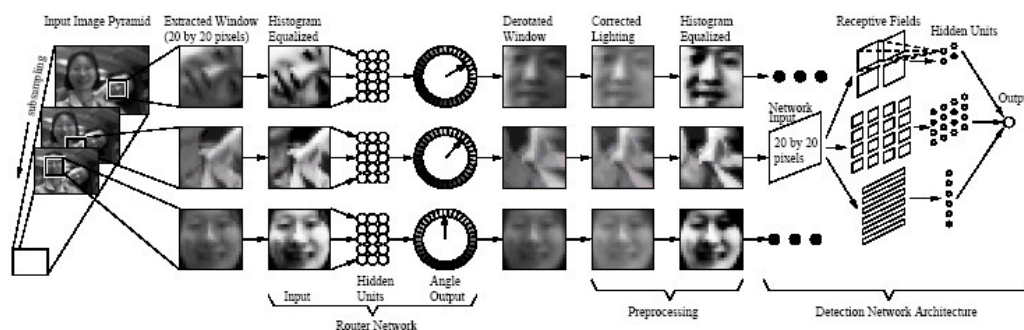 Input Image Pyramid
Extracted Window
(20 by 20 pixels)
Histogram
Equalized
Derotated
Window
Corrected
Lighting
Histogram
Equalized
Receptive Fields
Hidden Units
subsampling
Network
Input
20 by 20
pixels
Output
Input
Hidden
Units
Angle
Output
Router Network
Preprocessing
Detection Network Architecture